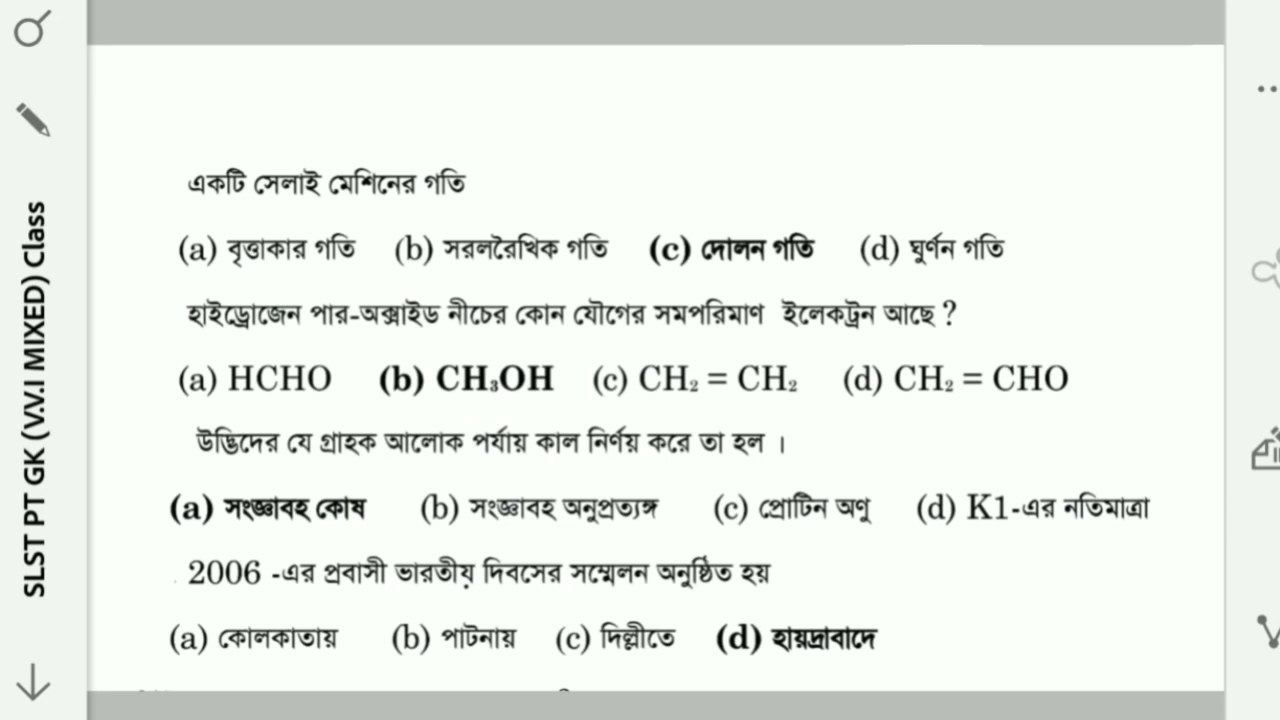 SLST PT GK (V.V.I MIXED) Class
একটি সেলাই মেশিনের গতি
(a) বৃত্তাকার গতি (b) সরলরৈখিক গতি (c) দোলন গতি (d) ঘুর্ণন গতি
হাইড্রোজেন পার-অক্সাইড নীচের কোন যৌগের সমপরিমাণ ইলেকট্রন আছে ?
(a) HCHO (b) CH₃OH (c) CH₂ = CH₂ (d) CH₂ = CHO
উদ্ভিদের যে গ্রাহক আলোক পর্যায় কাল নির্ণয় করে তা হল ।
(a) সংজ্ঞাবহ কোষ (b) সংজ্ঞাবহ অনুপ্রত্যঙ্গ (c) প্রোটিন অণু (d) K1-এর নতিমাত্রা
2006 -এর প্রবাসী ভারতীয় দিবসের সম্মেলন অনুষ্ঠিত হয়
(a) কোলকাতায় (b) পাটনায় (c) দিল্লীতে (d) হায়দ্রাবাদে